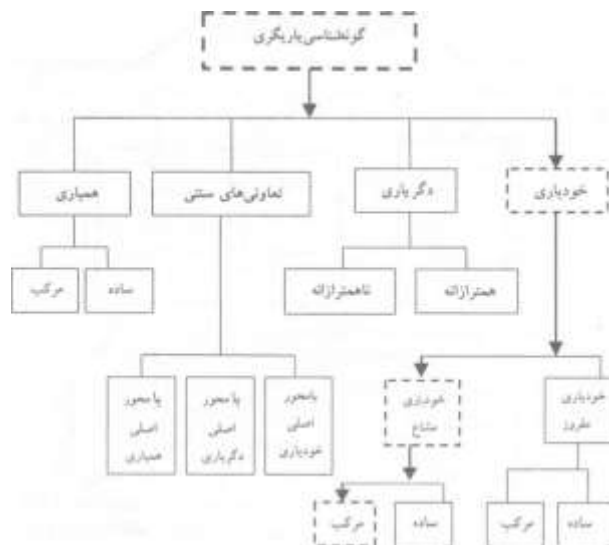 گونه‌شناسی یاریگری
خودیاری
دگریاری
تعاونی‌های سنتی
همیاری
همترازانه
ناهمترازانه
ساده
مرکب
خودیاری
مفروز
خودیاری
مشاع
با محور
اصلی
خودیاری
با محور
اصلی
دگریاری
با محور
اصلی
همیاری
ساده
مرکب
ساده
مرکب